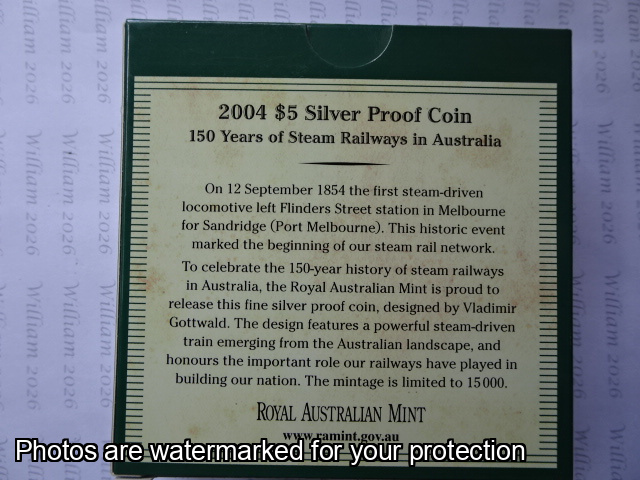 2004 $5 Silver Proof Coin
150 Years of Steam Railways in Australia
On 12 September 1854 the first steam-driven
locomotive left Flinders Street station in Melbourne
for Sandridge (Port Melbourne). This historic event
marked the beginning of our steam rail network.
To celebrate the 150-year history of steam railways
in Australia, the Royal Australian Mint is proud to
release this fine silver proof coin, designed by Vladimir
Gottwald. The design features a powerful steam-driven
train emerging from the Australian landscape, and
honours the important role our railways have played in
building our nation. The mintage is limited to 15 000.
ROYAL AUSTRALIAN MINT
www.ramint.gov.au
Photos are watermarked for your protection
William 2026